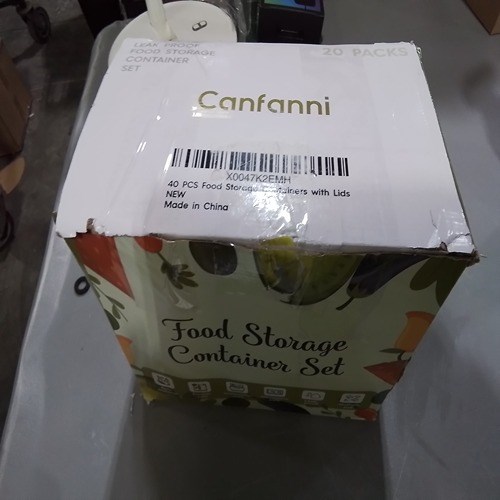 LEAK PROOF
FOOD STORAGE
CONTAINER
SET
20 PACKS
Canfanni
X0047K2EMH
40 PCS Food Storage Containers with Lids
NEW
Made in China
Food Storage
Container Set